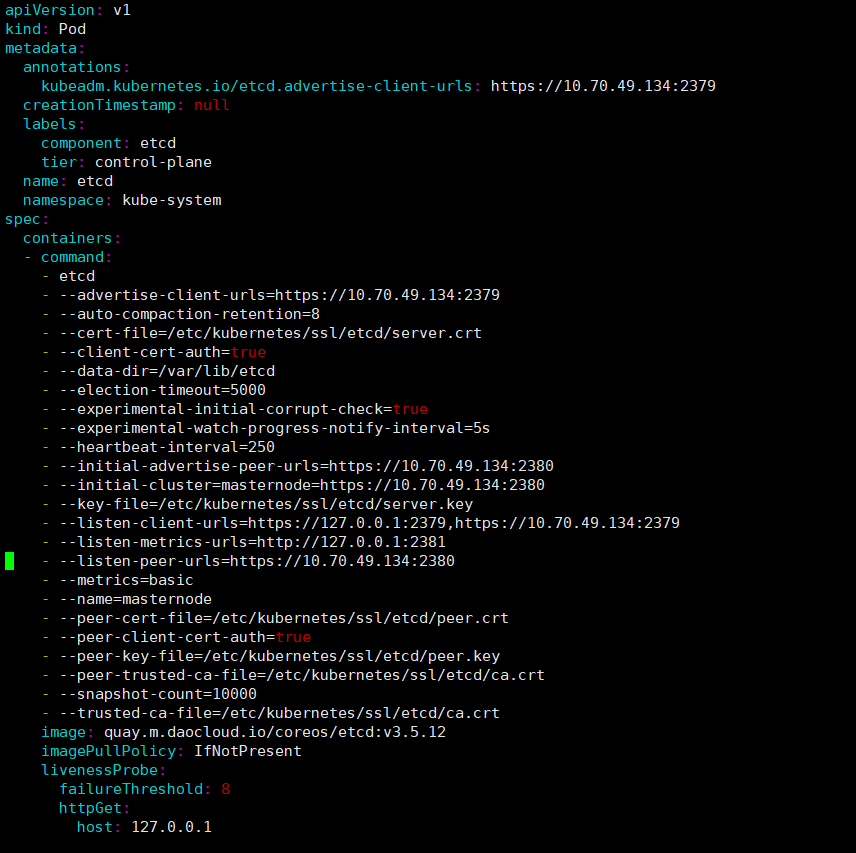 apiVersion: v1
kind: Pod
metadata:
  annotations:
    kubeadm.kubernetes.io/etcd.advertise-client-urls: https://10.70.49.134:2379
  creationTimestamp: null
  labels:
    component: etcd
    tier: control-plane
  name: etcd
  namespace: kube-system
spec:
  containers:
  - command:
    - etcd
    - --advertise-client-urls=https://10.70.49.134:2379
    - --auto-compaction-retention=8
    - --cert-file=/etc/kubernetes/ssl/etcd/server.crt
    - --client-cert-auth=true
    - --data-dir=/var/lib/etcd
    - --election-timeout=5000
    - --experimental-initial-corrupt-check=true
    - --experimental-watch-progress-notify-interval=5s
    - --heartbeat-interval=250
    - --initial-advertise-peer-urls=https://10.70.49.134:2380
    - --initial-cluster=masternode=https://10.70.49.134:2380
    - --key-file=/etc/kubernetes/ssl/etcd/server.key
    - --listen-client-urls=https://127.0.0.1:2379,https://10.70.49.134:2379
    - --listen-metrics-urls=http://127.0.0.1:2381
    - --listen-peer-urls=https://10.70.49.134:2380
    - --metrics=basic
    - --name=masternode
    - --peer-cert-file=/etc/kubernetes/ssl/etcd/peer.crt
    - --peer-client-cert-auth=true
    - --peer-key-file=/etc/kubernetes/ssl/etcd/peer.key
    - --peer-trusted-ca-file=/etc/kubernetes/ssl/etcd/ca.crt
    - --snapshot-count=10000
    - --trusted-ca-file=/etc/kubernetes/ssl/etcd/ca.crt
    image: quay.m.daocloud.io/coreos/etcd:v3.5.12
    imagePullPolicy: IfNotPresent
    livenessProbe:
      failureThreshold: 8
      httpGet:
        host: 127.0.0.1